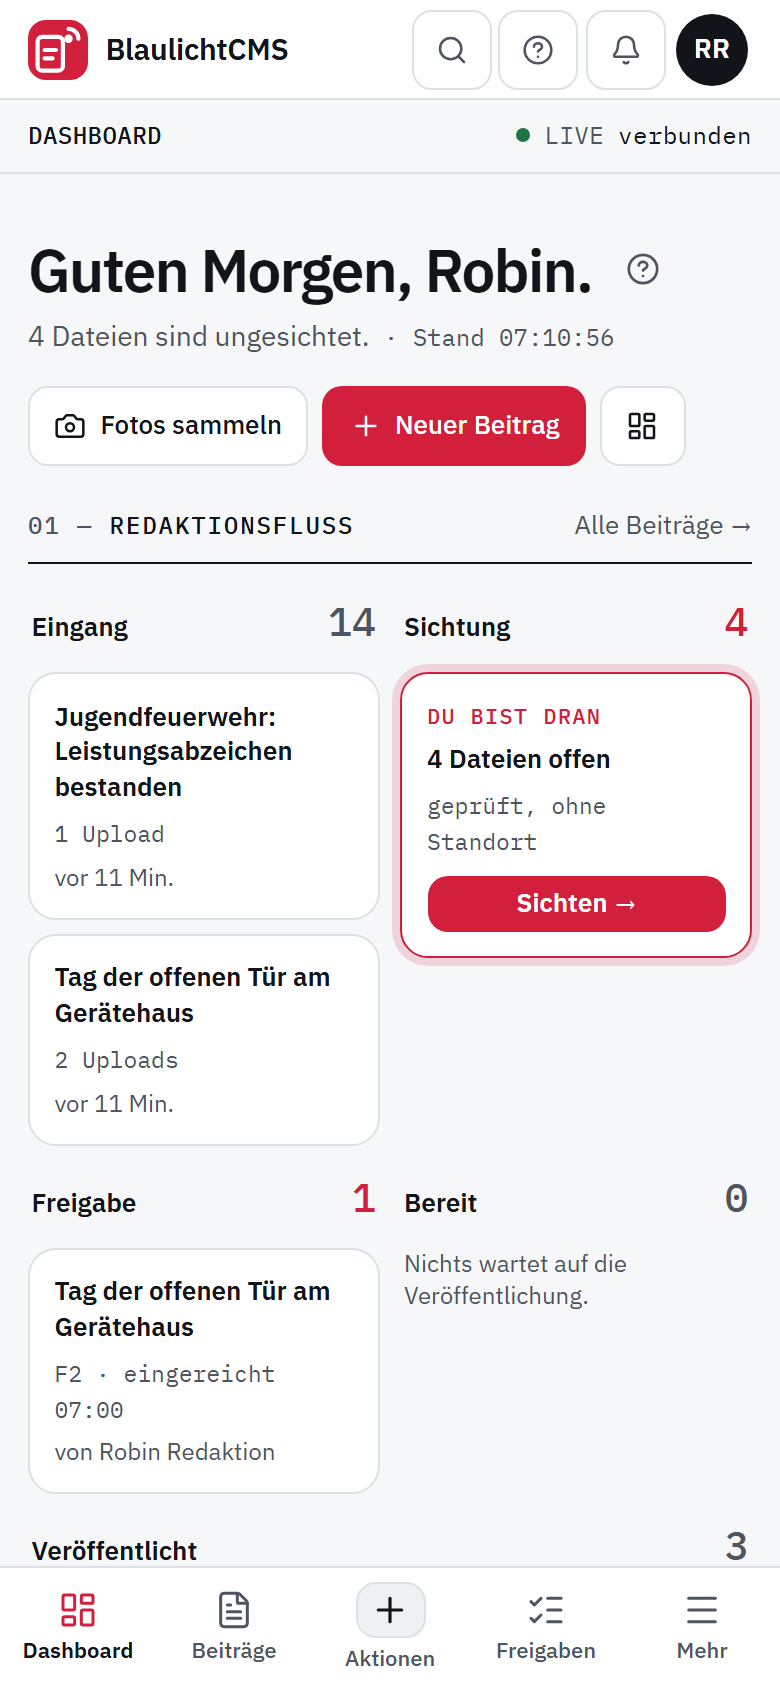 BlaulichtCMS
RR
DASHBOARD
LIVE verbunden
Guten Morgen, Robin.
4 Dateien sind ungesichtet. · Stand 07:10:56
Fotos sammeln
Neuer Beitrag
01 — REDAKTIONSFLUSS
Alle Beiträge →
Eingang 14
Jugendfeuerwehr:
Leistungsabzeichen
bestanden
1 Upload
vor 11 Min.
Tag der offenen Tür am
Gerätehaus
2 Uploads
vor 11 Min.
Sichtung 4
DU BIST DRAN
4 Dateien offen
geprüft, ohne
Standort
Sichten →
Freigabe 1
Tag der offenen Tür am
Gerätehaus
F2 · eingereicht
07:00
von Robin Redaktion
Bereit 0
Nichts wartet auf die
Veröffentlichung.
Veröffentlicht 3
Dashboard
Beiträge
Aktionen
Freigaben
Mehr